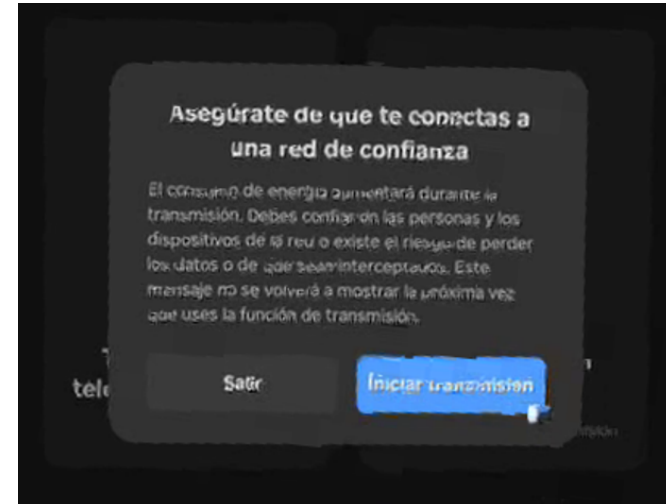 Asegúrate de que te conectas a
una red de confianza
El consumo de energía aumentará durante la
transmisión. Debes confiar en las personas y los
dispositivos de la red o existe el riesgo de perder
los datos o de que sean interceptados. Este
mensaje no se volverá a mostrar la próxima vez
que uses la función de transmisión.
Salir
Iniciar transmisión